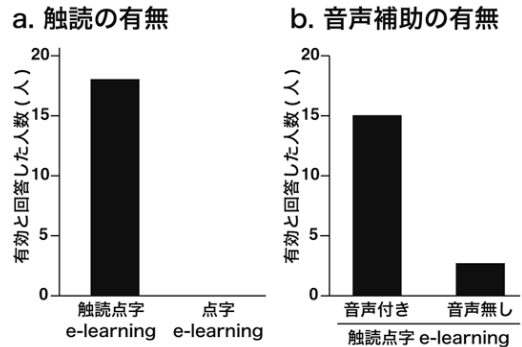 a. 触読の有無
有効と回答した人数(人)
20
15
10
5
0
触読点字
e-learning
点字
e-learning
b. 音声補助の有無
有効と回答した人数(人)
20
15
10
5
0
音声付き
音声無し
触読点字 e-learning